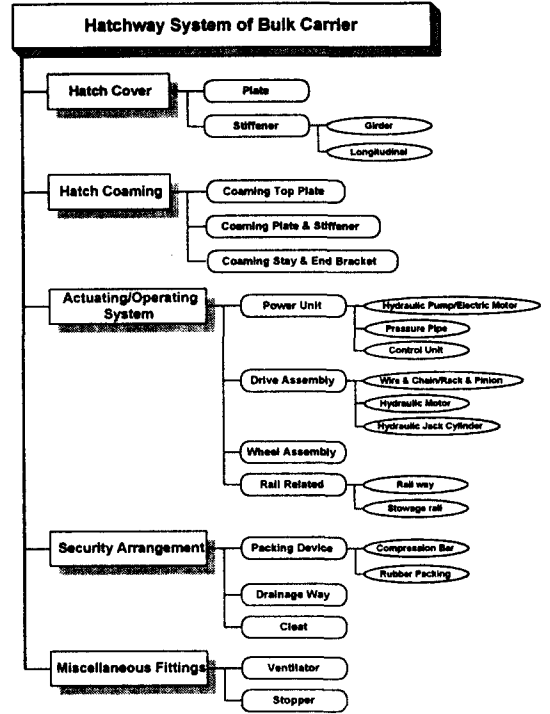 Hatchway System of Bulk Carrier
Hatch Cover
Plate
Stiffener
Girder
Longitudinal
Hatch Coaming
Coaming Top Plate
Coaming Plate & Stiffener
Coaming Stay & End Bracket
Actuating/Operating
System
Power Unit
Hydraulic Pump/Electric Motor
Pressure Pipe
Control Unit
Drive Assembly
Wire & Chain/Rack & Pinion
Hydraulic Motor
Hydraulic Jack Cylinder
Wheel Assembly
Rail Related
Rail way
Stowage rail
Security Arrangement
Packing Device
Compression Bar
Rubber Packing
Drainage Way
Cleat
Miscellaneous Fittings
Ventilator
Stopper